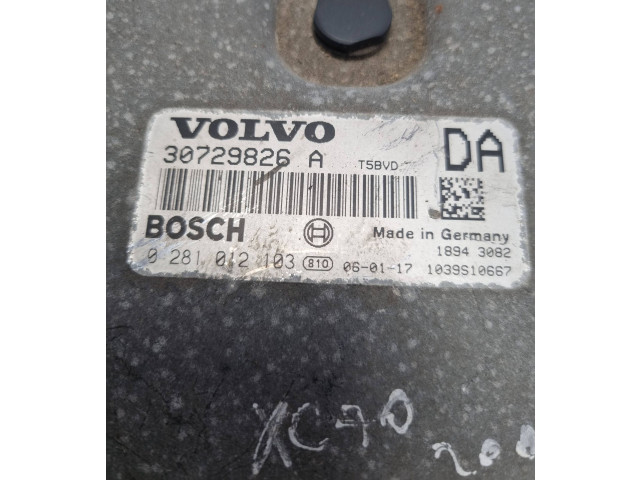 VOLVO
30729826 A T5BVD DA
BOSCH Made in Germany
1894 3082
0 281 012 103 810 06-01-17 1039S10667
XC70